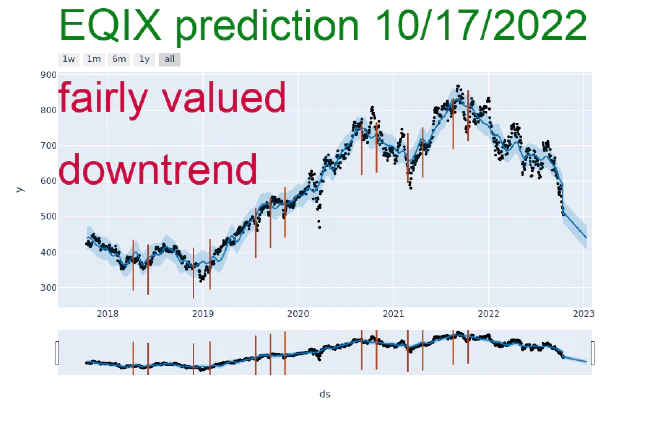 EQIX prediction 10/17/2022
1w 1m 6m 1y all
900
fairly valued
800
700
downtrend
600
y
500
400
300
2018 2019 2020 2021 2022 2023
ds